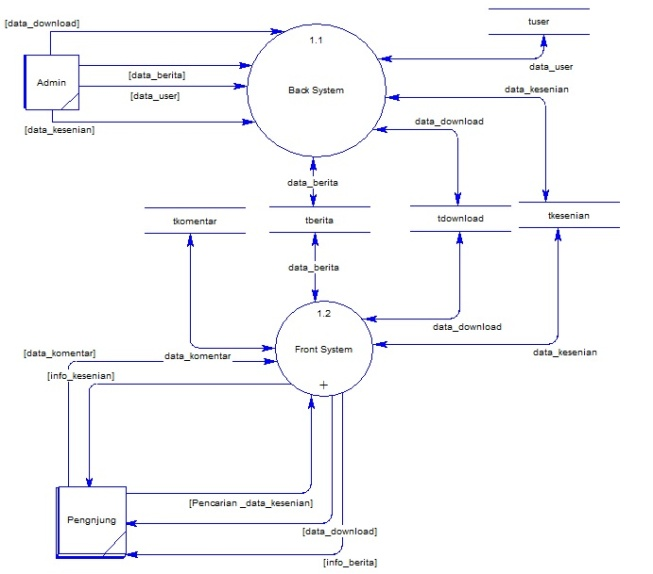 [data_download]
tuser
1.1
Admin
[data_berita]
Back System
data_user
[data_user]
data_kesenian
[data_kesenian]
data_download
data_berita
tkomentar
tberita
tdownload
tkesenian
data_berita
1.2
data_download
[data_komentar]
data_komentar
Front System
data_kesenian
[info_kesenian]
+
[Pencarian _data_kesenian]
Pengnjung
[data_download]
[info_berita]